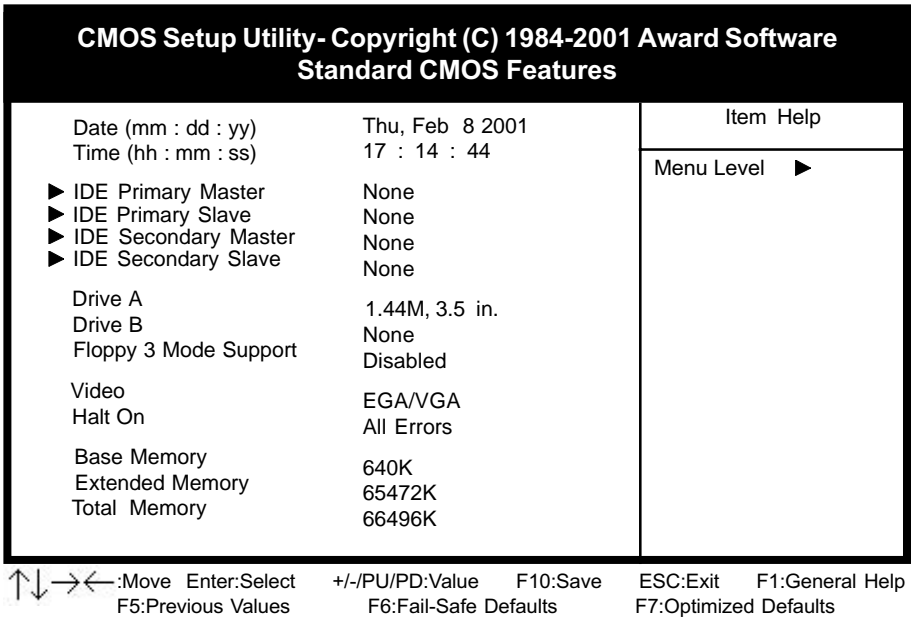 CMOS Setup Utility- Copyright (C) 1984-2001 Award Software
Standard CMOS Features
Date (mm : dd : yy) Thu, Feb 8 2001
Time (hh : mm : ss) 17 : 14 : 44
▶ IDE Primary Master None
▶ IDE Primary Slave None
▶ IDE Secondary Master None
▶ IDE Secondary Slave None
Drive A 1.44M, 3.5 in.
Drive B None
Floppy 3 Mode Support Disabled
Video EGA/VGA
Halt On All Errors
Base Memory 640K
Extended Memory 65472K
Total Memory 66496K
Item Help
Menu Level ▶
↑↓→←:Move Enter:Select +/-/PU/PD:Value F10:Save ESC:Exit F1:General Help
F5:Previous Values F6:Fail-Safe Defaults F7:Optimized Defaults